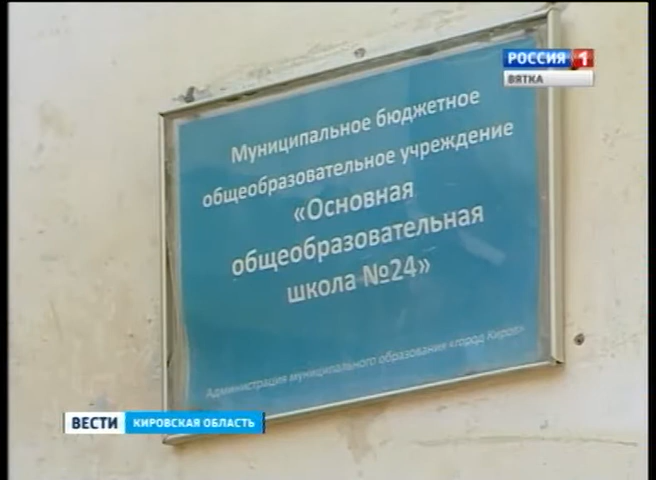 РОССИЯ 1
ВЯТКА
Муниципальное бюджетное
общеобразовательное учреждение
«Основная
общеобразовательная
школа №24»
Администрация муниципального образования «город Киров»
ВЕСТИ КИРОВСКАЯ ОБЛАСТЬ